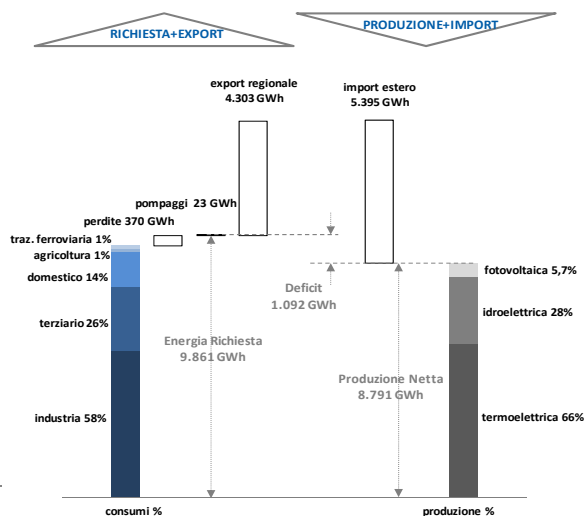 RICHIESTA+EXPORT
PRODUZIONE+IMPORT
export regionale
4.303 GWh
import estero
5.395 GWh
pompaggi 23 GWh
perdite 370 GWh
traz. ferroviaria 1%
agricoltura 1%
domestico 14%
terziario 26%
industria 58%
Energia Richiesta
9.861 GWh
Deficit
1.092 GWh
Produzione Netta
8.791 GWh
fotovoltaica 5,7%
idroelettrica 28%
termoelettrica 66%
consumi %
produzione %